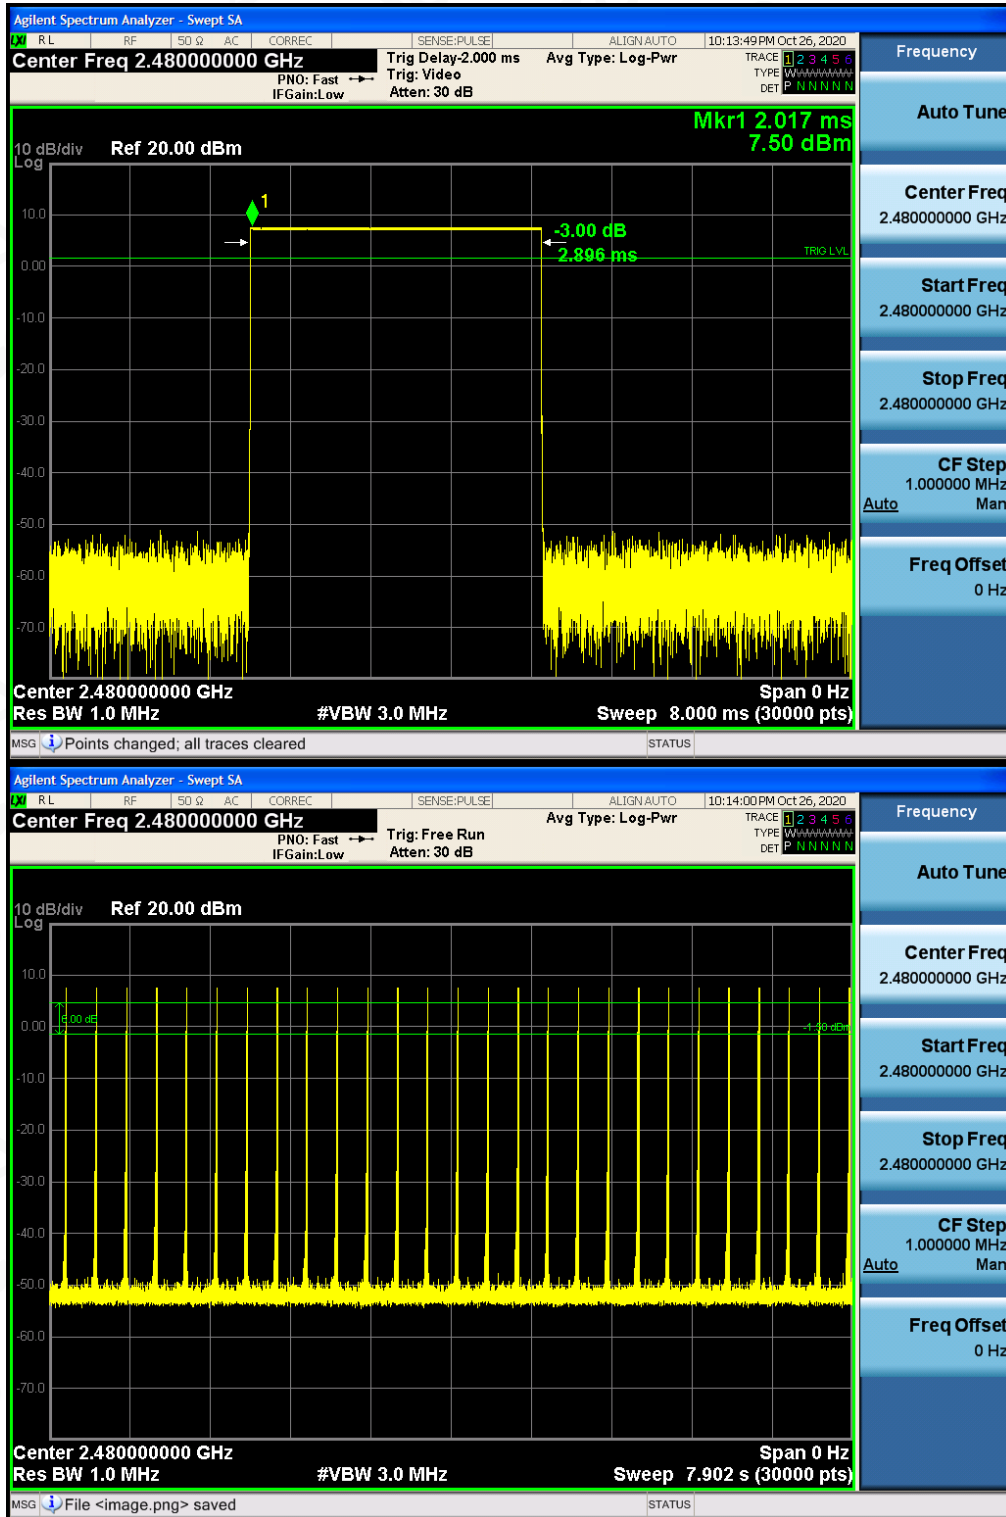 Agilent Spectrum Analyzer - Swept SA
LXI RL RF 50 Ω AC CORREC SENSE:PULSE ALIGN AUTO 10:13:49 PM Oct 26, 2020
Center Freq 2.480000000 GHz
PNO: Fast
IFGain:Low
Trig Delay-2.000 ms
Trig: Video
Atten: 30 dB
Avg Type: Log-Pwr
TRACE 1 2 3 4 5 6
TYPE
DET P N N N N N
Mkr1 2.017 ms
7.50 dBm
10 dB/div Ref 20.00 dBm
Log
10.0
1
-3.00 dB
2.896 ms
TRIG LVL
0.00
-10.0
-20.0
-30.0
-40.0
-50.0
-60.0
-70.0
Center 2.480000000 GHz Span 0 Hz
Res BW 1.0 MHz #VBW 3.0 MHz Sweep 8.000 ms (30000 pts)
MSG Points changed; all traces cleared STATUS
Frequency
Auto Tune
Center Freq
2.480000000 GHz
Start Freq
2.480000000 GHz
Stop Freq
2.480000000 GHz
CF Step
1.000000 MHz
Auto Man
Freq Offset
0 Hz
Agilent Spectrum Analyzer - Swept SA
LXI RL RF 50 Ω AC CORREC SENSE:PULSE ALIGN AUTO 10:14:00 PM Oct 26, 2020
Center Freq 2.480000000 GHz
PNO: Fast
IFGain:Low
Trig: Free Run
Atten: 30 dB
Avg Type: Log-Pwr
TRACE 1 2 3 4 5 6
TYPE
DET P N N N N N
10 dB/div Ref 20.00 dBm
Log
10.0
6.00 dB
0.00
-10.0
-20.0
-30.0
-40.0
-50.0
-60.0
-70.0
Center 2.480000000 GHz Span 0 Hz
Res BW 1.0 MHz #VBW 3.0 MHz Sweep 7.902 s (30000 pts)
MSG File <image.png> saved STATUS
Frequency
Auto Tune
Center Freq
2.480000000 GHz
Start Freq
2.480000000 GHz
Stop Freq
2.480000000 GHz
CF Step
1.000000 MHz
Auto Man
Freq Offset
0 Hz